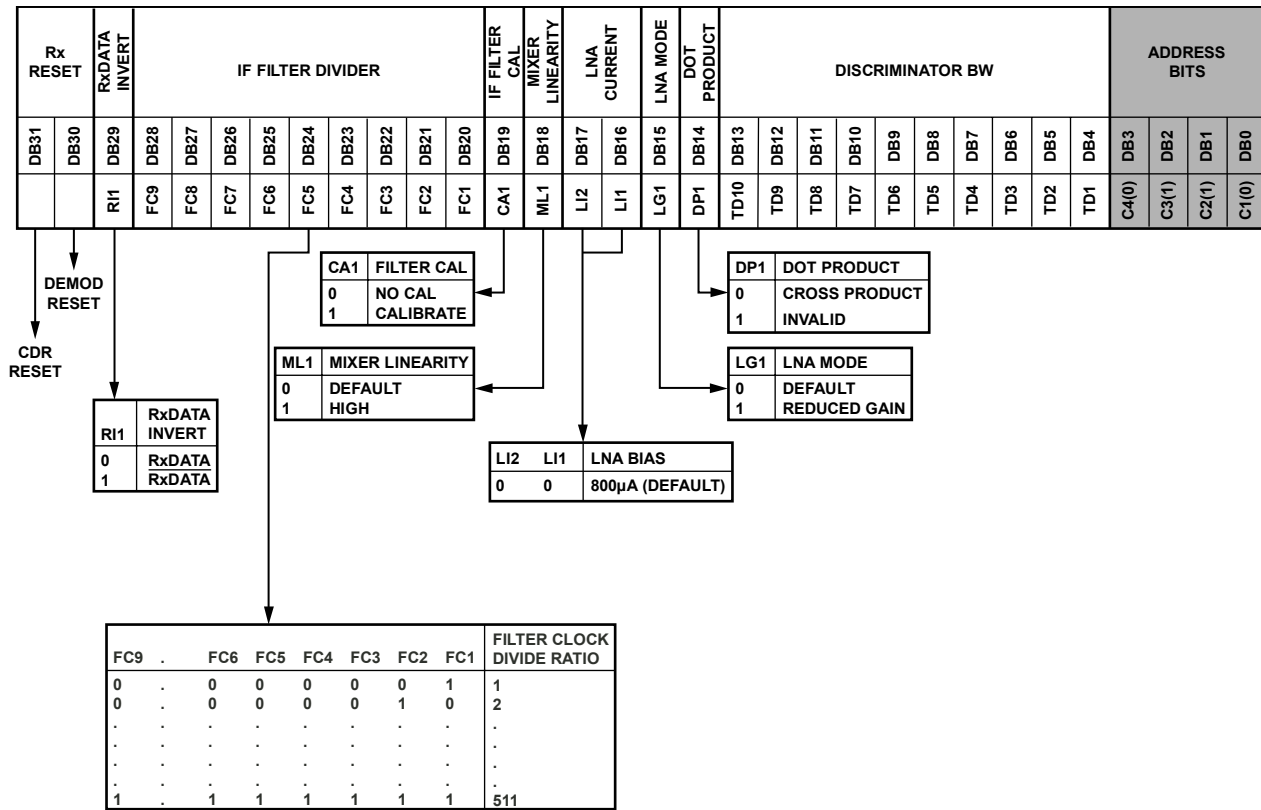 Rx RESET
RxDATA INVERT
IF FILTER DIVIDER
IF FILTER CAL
MIXER LINEARITY
LNA CURRENT
LNA MODE
DOT PRODUCT
DISCRIMINATOR BW
ADDRESS BITS
DB31 DB30 DB29 DB28 DB27 DB26 DB25 DB24 DB23 DB22 DB21 DB20 DB19 DB18 DB17 DB16 DB15 DB14 DB13 DB12 DB11 DB10 DB9 DB8 DB7 DB6 DB5 DB4 DB3 DB2 DB1 DB0
RI1 FC9 FC8 FC7 FC6 FC5 FC4 FC3 FC2 FC1 CA1 ML1 LI2 LI1 LG1 DP1 TD10 TD9 TD8 TD7 TD6 TD5 TD4 TD3 TD2 TD1 C4(0) C3(1) C2(1) C1(0)
DEMOD
RESET
CDR
RESET
CA1 FILTER CAL
0 NO CAL
1 CALIBRATE
DP1 DOT PRODUCT
0 CROSS PRODUCT
1 INVALID
ML1 MIXER LINEARITY
0 DEFAULT
1 HIGH
LG1 LNA MODE
0 DEFAULT
1 REDUCED GAIN
RI1 RxDATA INVERT
0 RxDATA
1 R̅x̅D̅A̅T̅A̅
LI2 LI1 LNA BIAS
0 0 800µA (DEFAULT)
FC9 . FC6 FC5 FC4 FC3 FC2 FC1 FILTER CLOCK DIVIDE RATIO
0 . 0 0 0 0 0 1 1
0 . 0 0 0 0 1 0 2
. . . . . . . . .
. . . . . . . . .
. . . . . . . . .
. . . . . . . . .
1 . 1 1 1 1 1 1 511